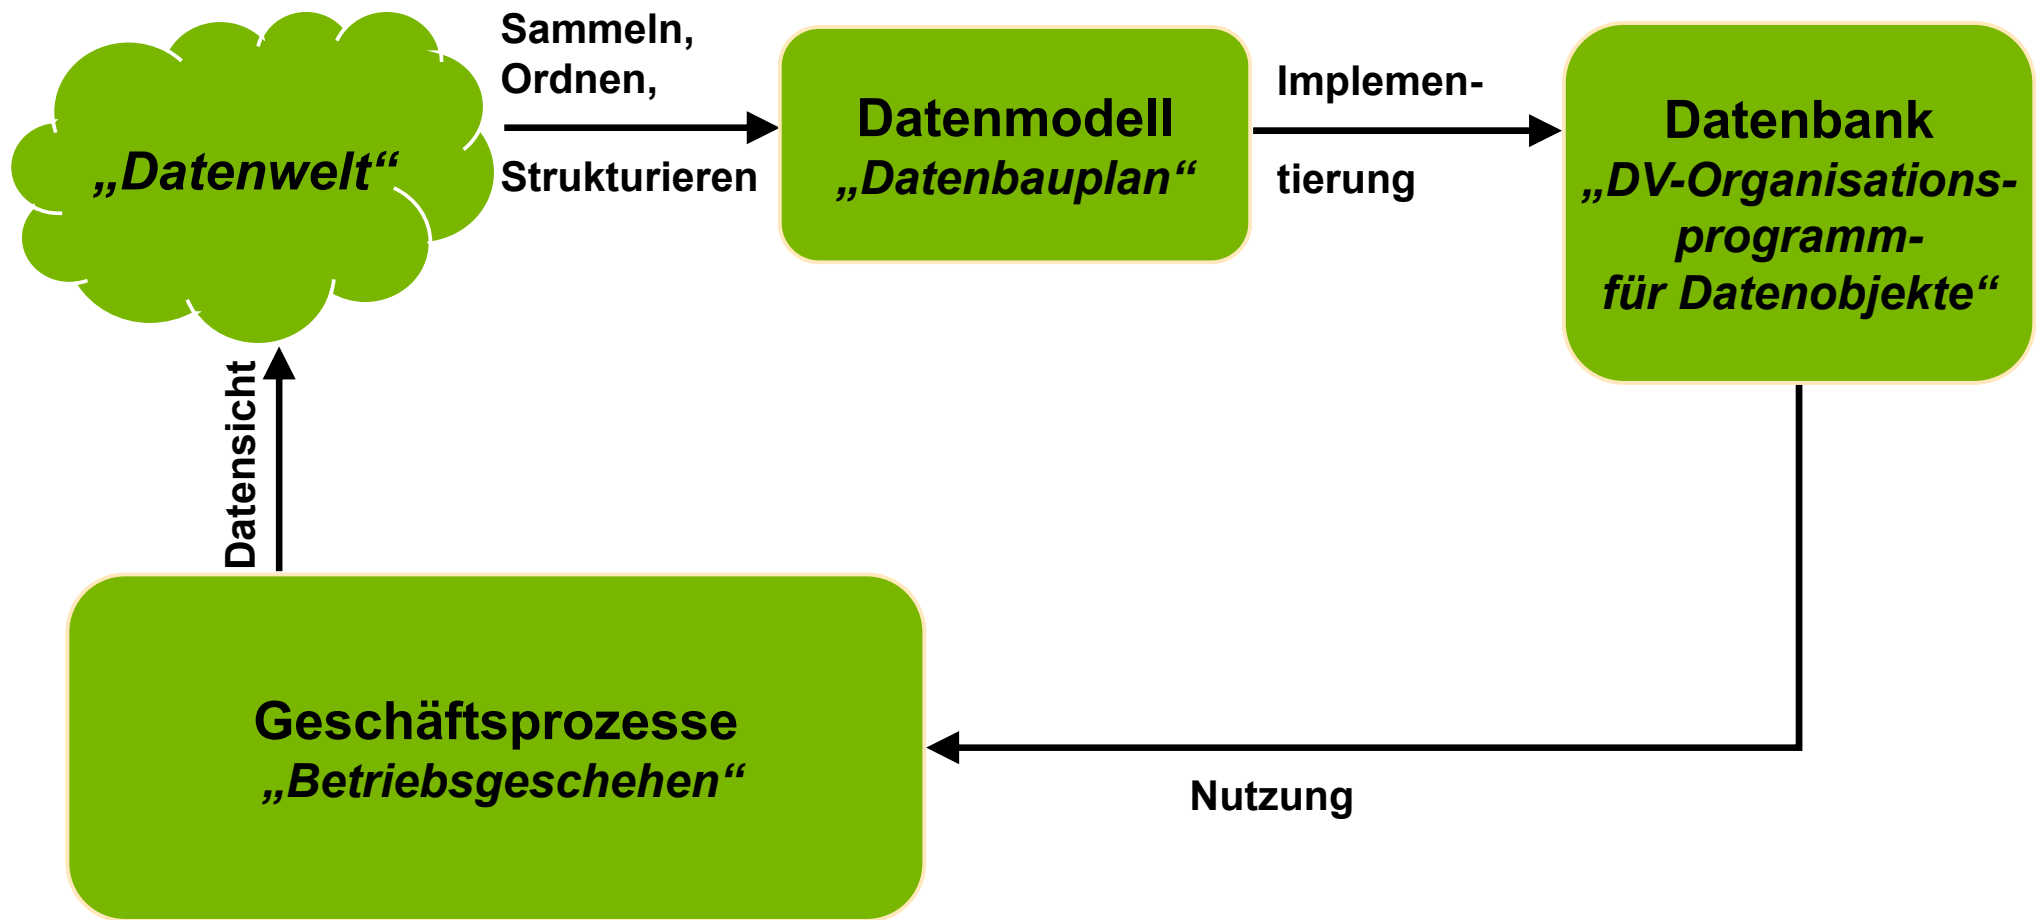 „Datenwelt“
Sammeln,
Ordnen,
Strukturieren
Datenmodell
„Datenbauplan“
Implemen-
tierung
Datenbank
„DV-Organisations-
programm-
für Datenobjekte“
Datensicht
Geschäftsprozesse
„Betriebsgeschehen“
Nutzung